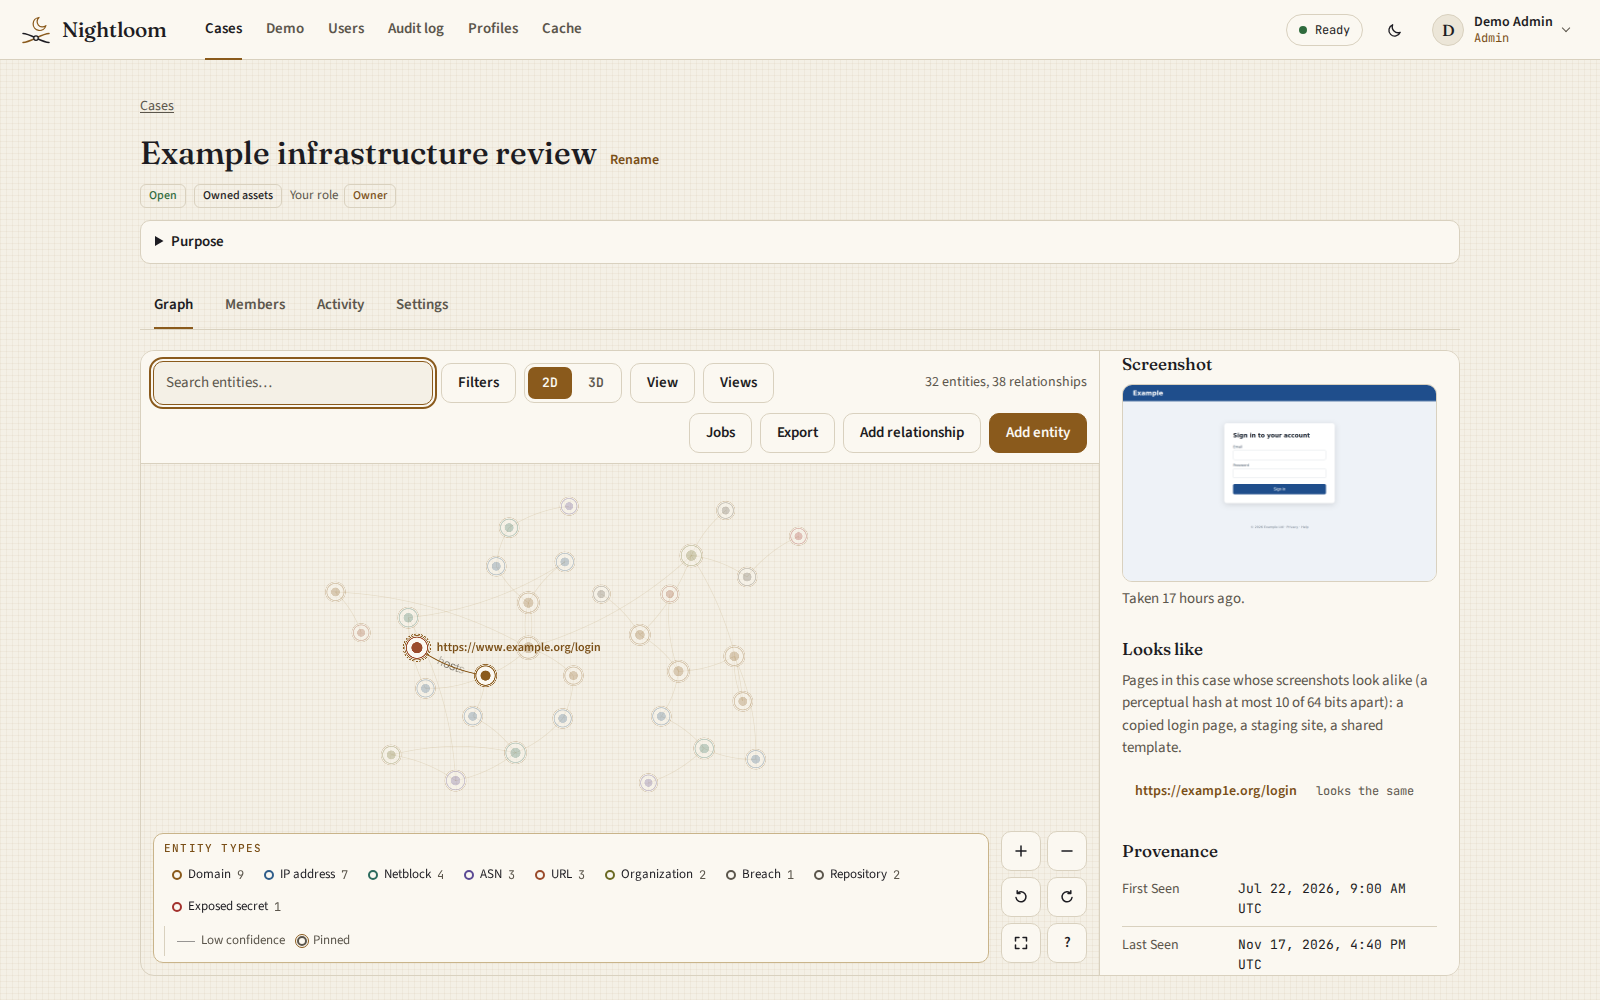 Nightloom
Cases
Demo
Users
Audit log
Profiles
Cache
Ready
D
Demo Admin
Admin
Cases
Example infrastructure review
Rename
Open
Owned assets
Your role
Owner
Purpose
Graph
Members
Activity
Settings
Search entities…
Filters
2D
3D
View
Views
32 entities, 38 relationships
Jobs
Export
Add relationship
Add entity
https://www.example.org/login
hosts
ENTITY TYPES
Domain 9
IP address 7
Netblock 4
ASN 3
URL 3
Organization 2
Breach 1
Repository 2
Exposed secret 1
Low confidence
Pinned
?
Screenshot
Example
Sign in to your account
Email
Password
Sign in
Taken 17 hours ago.
Looks like
Pages in this case whose screenshots look alike (a
perceptual hash at most 10 of 64 bits apart): a
copied login page, a staging site, a shared
template.
https://examp1e.org/login looks the same
Provenance
First Seen
Jul 22, 2026, 9:00 AM
UTC
Last Seen
Nov 17, 2026, 4:40 PM
UTC